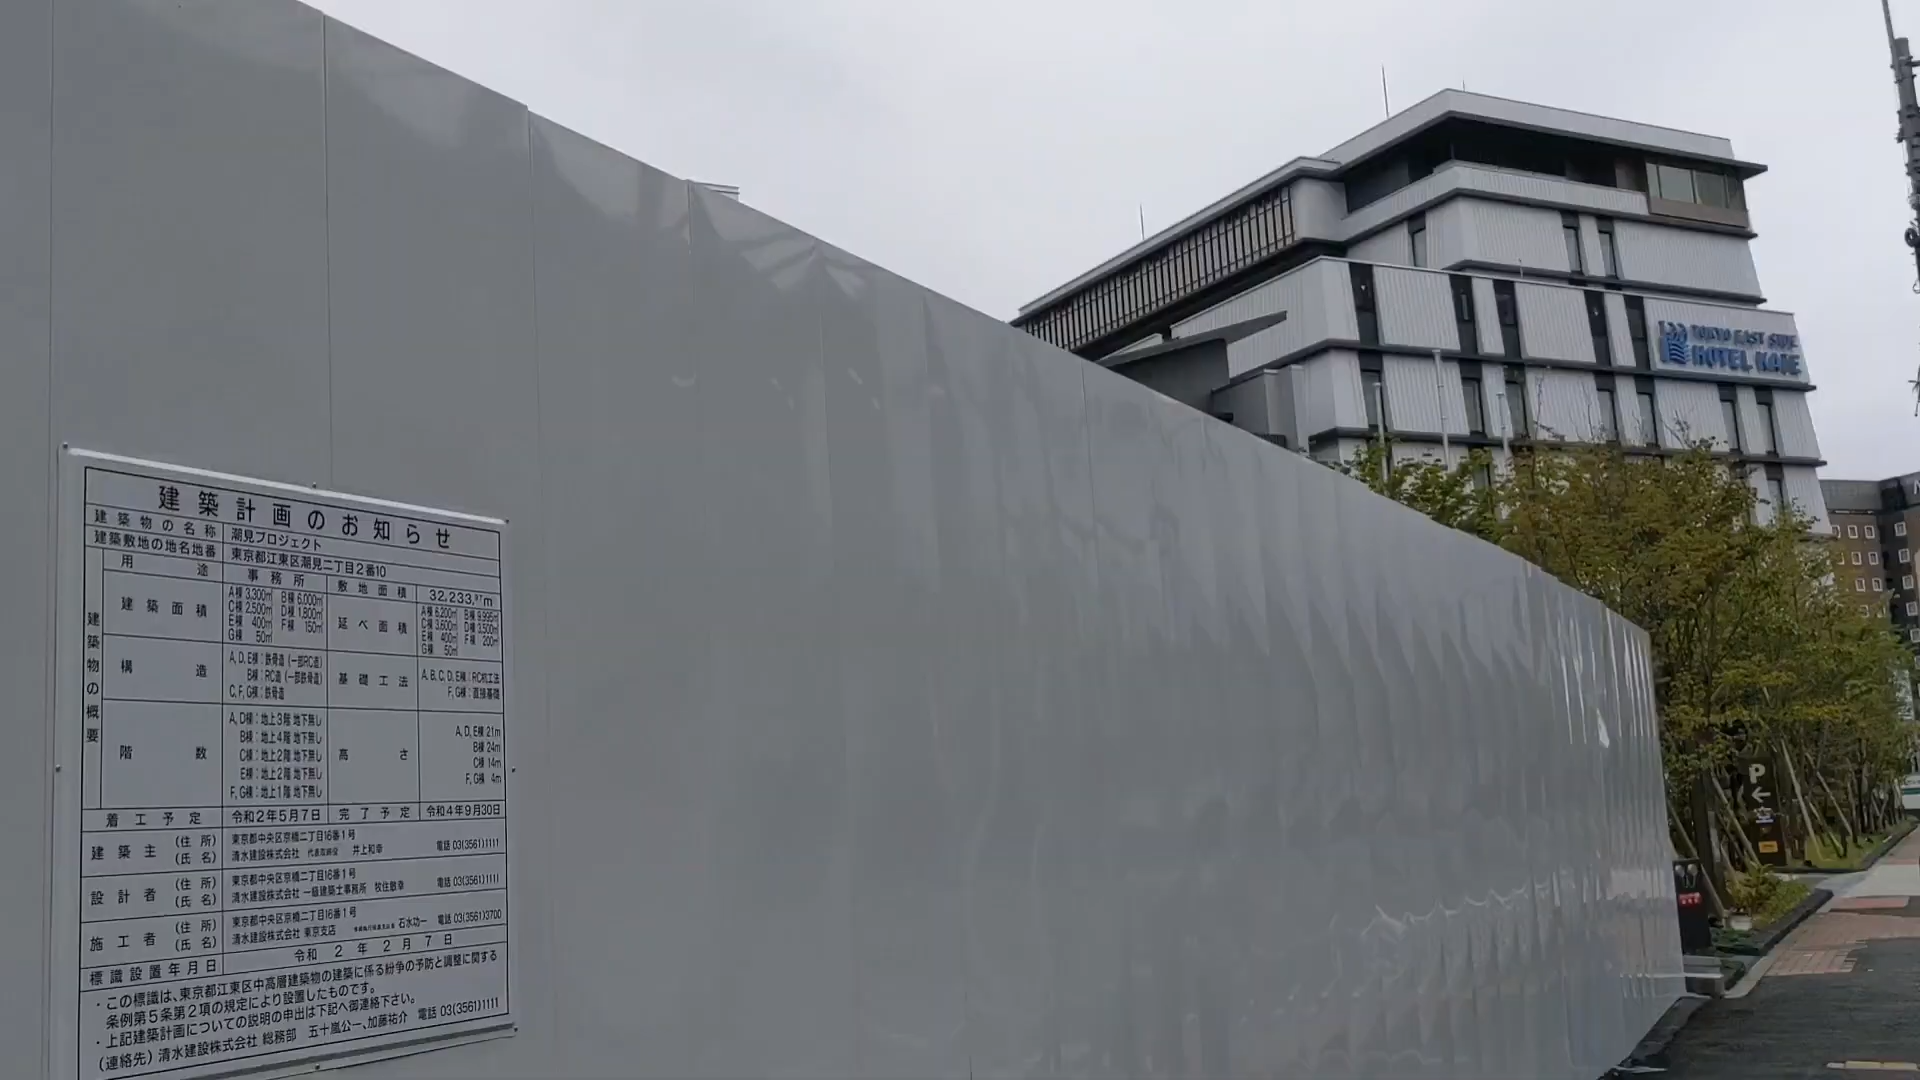 建築計画のお知らせ
建築物の名称 潮見プロジェクト
建築敷地の地名地番 東京都江東区潮見二丁目2番10
建築物の概要
用途 事務所 敷地面積 32,233.㎡
建築面積 A棟 3,300㎡ B棟 6,000㎡
C棟 2,500㎡ D棟 1,800㎡
E棟 400㎡ F棟 150㎡
G棟 50㎡
延べ面積 A棟 6,200㎡ B棟 9,995㎡
C棟 3,600㎡ D棟 3,500㎡
E棟 400㎡ F棟 200㎡
G棟 50㎡
構造 A, D, E棟:鉄骨造(一部RC造)
B棟:RC造(一部鉄骨造)
C, F, G棟:鉄骨造
基礎工法 A, B, C, D, E棟:RC杭工法
F, G棟:直接基礎
階数 A, D棟:地上3階 地下無し
B棟:地上4階 地下無し
C棟:地上2階 地下無し
E棟:地上2階 地下無し
F, G棟:地上1階 地下無し
高さ A, D, E棟 21m
B棟 24m
C棟 14m
F, G棟 4m
着工予定 令和2年5月7日 完了予定 令和4年9月30日
建築主 (住所) 東京都中央区京橋二丁目16番1号
(氏名) 清水建設株式会社 代表取締役 井上和幸 電話 03(3561)1111
設計者 (住所) 東京都中央区京橋二丁目16番1号
(氏名) 清水建設株式会社 一級建築士事務所 牧住敏幸 電話 03(3561)1111
施工者 (住所) 東京都中央区京橋二丁目16番1号
(氏名) 清水建設株式会社 東京支店 石水功一 電話 03(3561)3700
標識設置年月日 令和 2 年 2 月 7 日
・この標識は、東京都江東区中高層建築物の建築に係る紛争の予防と調整に関する
条例第5条第2項の規定により設置したものです。
・上記建築計画についての説明の申出は下記へ御連絡下さい。
(連絡先) 清水建設株式会社 総務部 五十嵐公一、加藤祐介 電話 03(3561)1111
TOKYO EAST SIDE
HOTEL KAIE
P
←
空